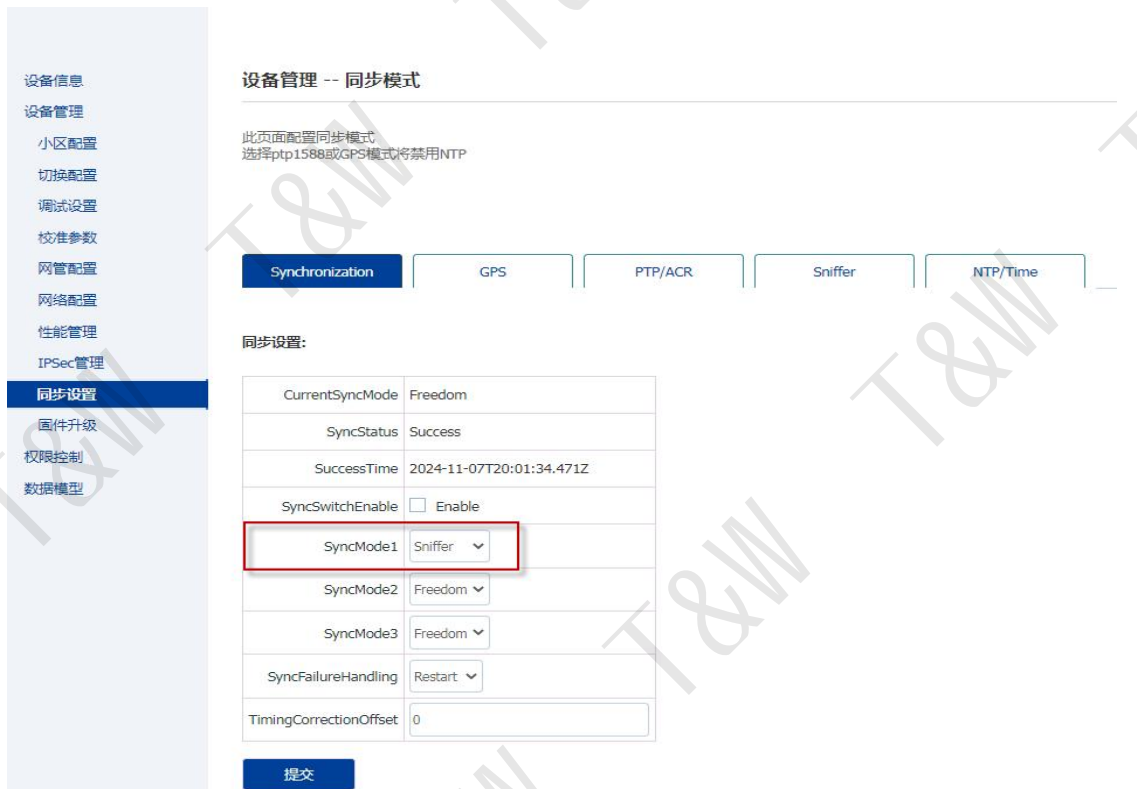 设备信息
设备管理
小区配置
切换配置
调试设置
校准参数
网管配置
网络配置
性能管理
IPSec管理
同步设置
固件升级
权限控制
数据模型
设备管理 -- 同步模式
此页面配置同步模式
选择ptp1588或GPS模式将禁用NTP
Synchronization GPS PTP/ACR Sniffer NTP/Time
同步设置:
CurrentSyncMode Freedom
SyncStatus Success
SuccessTime 2024-11-07T20:01:34.471Z
SyncSwitchEnable Enable
SyncMode1 Sniffer
SyncMode2 Freedom
SyncMode3 Freedom
SyncFailureHandling Restart
TimingCorrectionOffset 0
提交
T&W
T&W
T&W
T&W